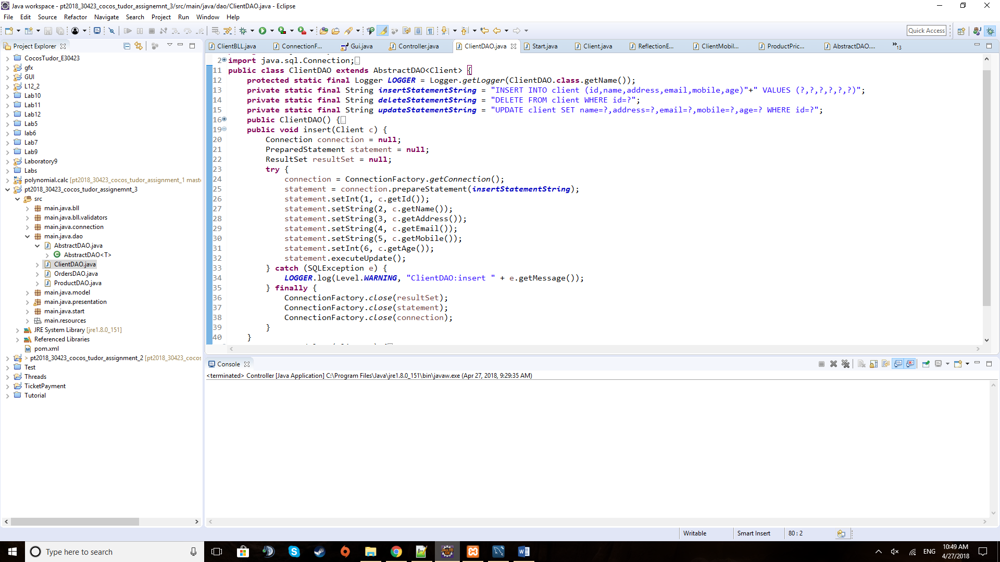 Java workspace - pt2018_30423_cocos_tudor_assignemnt_3/src/main/java/dao/ClientDAO.java - Eclipse
File Edit Source Refactor Navigate Search Project Run Window Help
Quick Access
Project Explorer
CocosTudor_E30423
gfx
GUI
L12_2
Lab10
Lab11
Lab12
Lab5
lab6
Lab7
Lab9
Laboratory9
Labs
polynomial.calc [pt2018_30423_cocos_tudor_assignment_1 mast
pt2018_30423_cocos_tudor_assignemnt_3
src
main.java.bll
main.java.bll.validators
main.java.connection
main.java.dao
AbstractDAO.java
AbstractDAO<T>
ClientDAO.java
OrdersDAO.java
ProductDAO.java
main.java.model
main.java.presentation
main.java.start
main.resources
JRE System Library [jre1.8.0_151]
Referenced Libraries
pom.xml
> pt2018_30423_cocos_tudor_assignment_2 [pt2018_30423_cocos
Test
Threads
TicketPayment
Tutorial
ClientBLL.java ConnectionF... Gui.java Controller.java ClientDAO.java Start.java Client.java ReflectionE... ClientMobil... ProductPric... AbstractDAO.... »13
2 import java.sql.Connection;
11 public class ClientDAO extends AbstractDAO<Client> {
12 protected static final Logger LOGGER = Logger.getLogger(ClientDAO.class.getName());
13 private static final String insertStatementString = "INSERT INTO client (id,name,address,email,mobile,age)"+" VALUES (?,?,?,?,?,?)";
14 private static final String deleteStatementString = "DELETE FROM client WHERE id=?";
15 private static final String updateStatementString = "UPDATE client SET name=?,address=?,email=?,mobile=?,age=? WHERE id=?";
16 public ClientDAO() {
19 public void insert(Client c) {
20 Connection connection = null;
21 PreparedStatement statement = null;
22 ResultSet resultSet = null;
23 try {
24 connection = ConnectionFactory.getConnection();
25 statement = connection.prepareStatement(insertStatementString);
26 statement.setInt(1, c.getId());
27 statement.setString(2, c.getName());
28 statement.setString(3, c.getAddress());
29 statement.setString(4, c.getEmail());
30 statement.setString(5, c.getMobile());
31 statement.setInt(6, c.getAge());
32 statement.executeUpdate();
33 } catch (SQLException e) {
34 LOGGER.log(Level.WARNING, "ClientDAO:insert " + e.getMessage());
35 } finally {
36 ConnectionFactory.close(resultSet);
37 ConnectionFactory.close(statement);
38 ConnectionFactory.close(connection);
39 }
40 }
Console
<terminated> Controller [Java Application] C:\Program Files\Java\jre1.8.0_151\bin\javaw.exe (Apr 27, 2018, 9:29:35 AM)
Writable Smart Insert 80 : 2
Type here to search
ENG
10:49 AM
4/27/2018